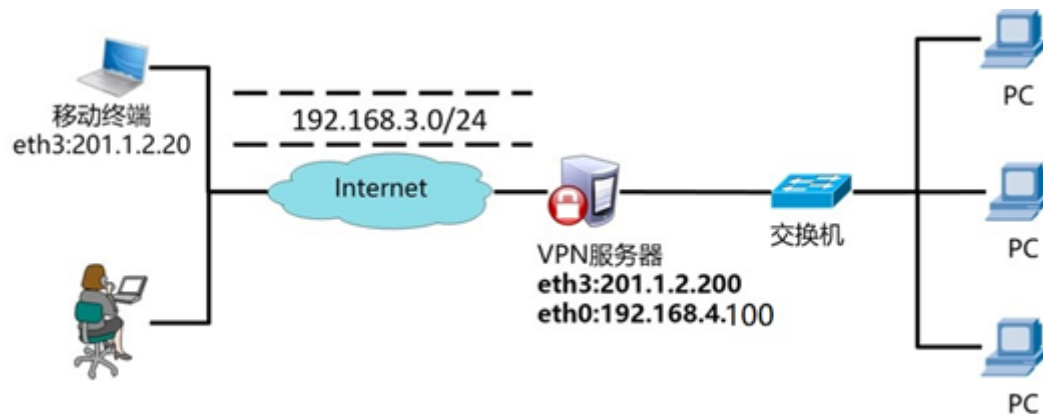 移动终端
eth3:201.1.2.20
192.168.3.0/24
Internet
VPN服务器
eth3:201.1.2.200
eth0:192.168.4.100
交换机
PC
PC
PC